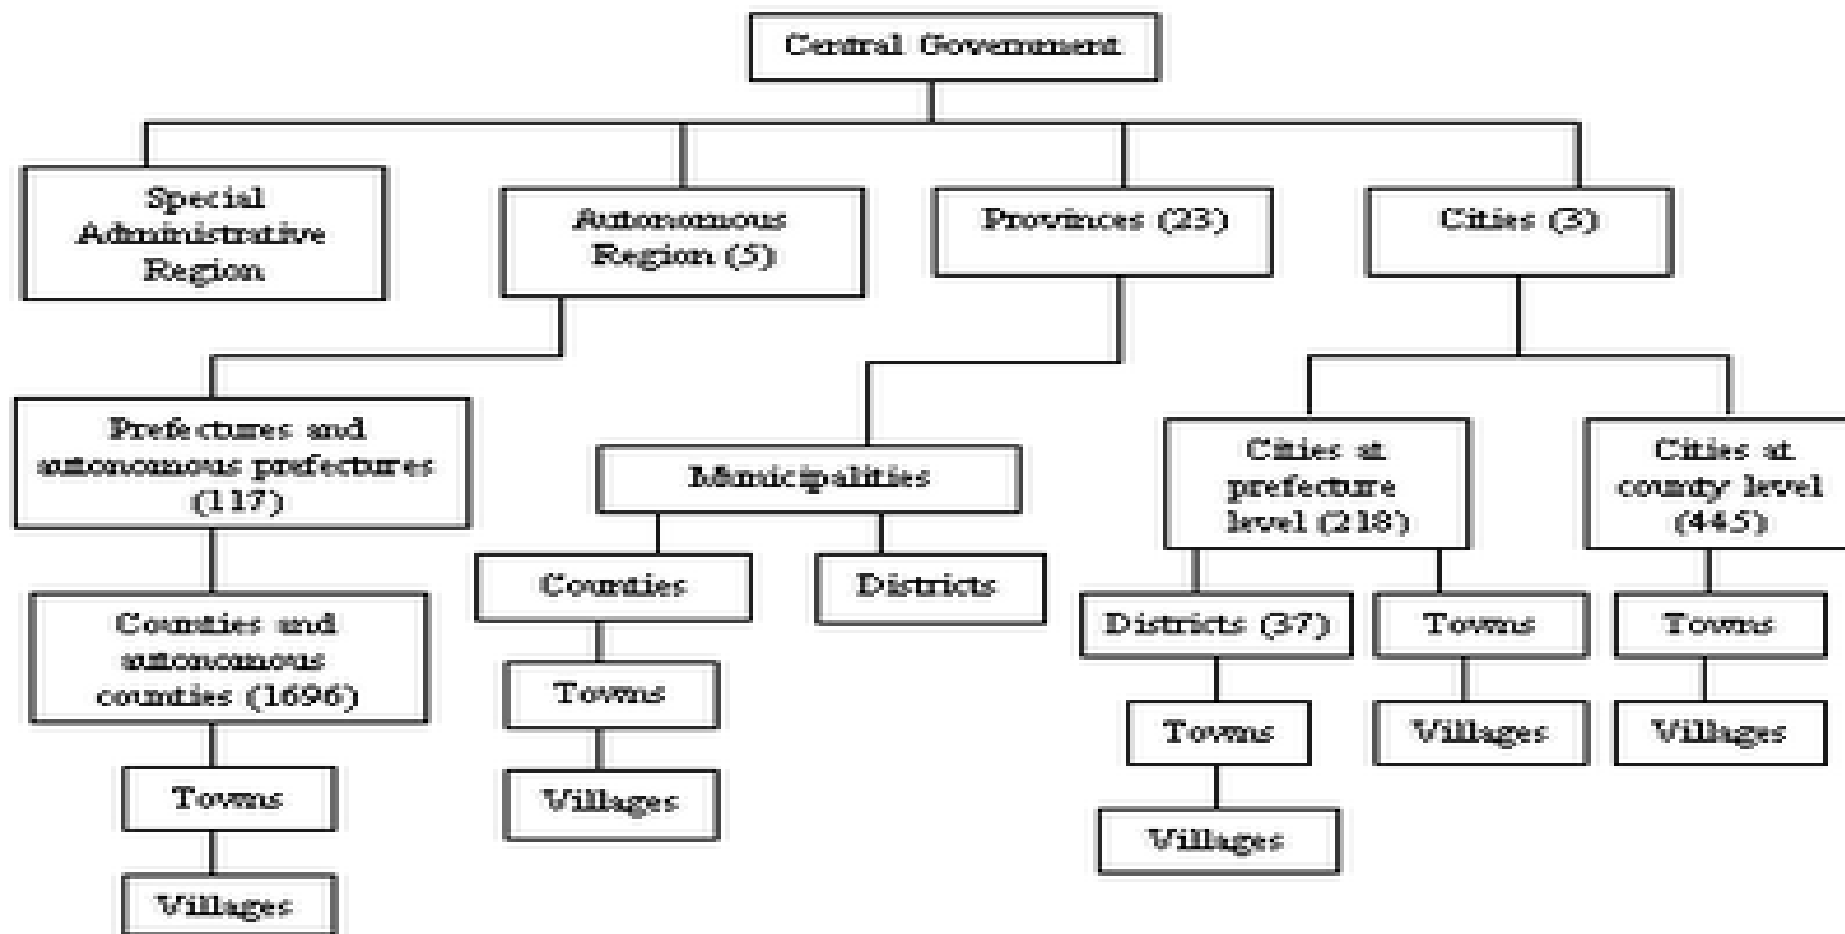 Central Government
Special
Administrative
Region
Autonomous
Region (5)
Provinces (23)
Cities (3)
Prefectures and
autonomous prefectures
(117)
Municipalities
Cities at
prefecture
level (218)
Cities at
county level
(445)
Counties
Districts
Counties and
autonomous
counties (1696)
Districts (37)
Towns
Towns
Towns
Towns
Villages
Villages
Towns
Villages
Villages
Villages